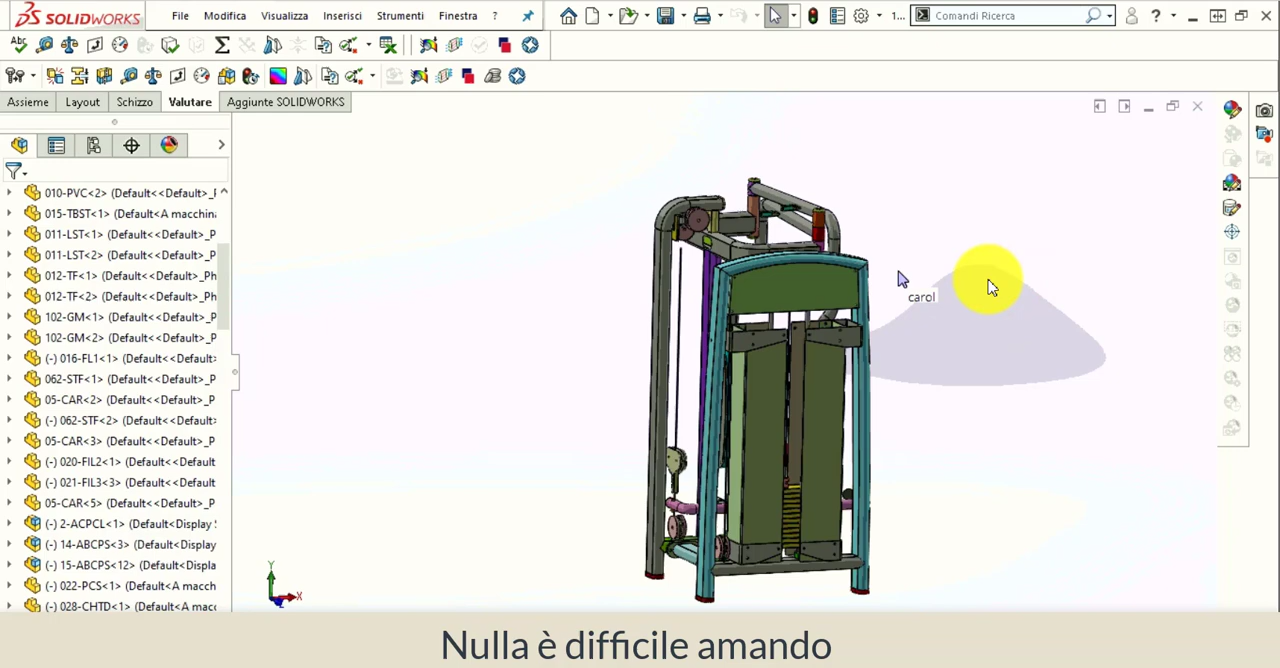 SOLIDWORKS
File
Modifica
Visualizza
Inserisci
Strumenti
Finestra
?
1...
Comandi Ricerca
?
Assieme
Layout
Schizzo
Valutare
Aggiunte SOLIDWORKS
010-PVC<2> (Default<<Default>_F
015-TBST<1> (Default<A macchina
011-LST<1> (Default<<Default>_P
011-LST<2> (Default<<Default>_P
012-TF<1> (Default<<Default>_Ph
012-TF<2> (Default<<Default>_Ph
102-GM<1> (Default<<Default>_P
102-GM<2> (Default<<Default>_P
(-) 016-FL1<1> (Default<<Default>
062-STF<1> (Default<<Default>_P
05-CAR<2> (Default<<Default>_P
(-) 062-STF<2> (Default<<Default>
05-CAR<3> (Default<<Default>_P
(-) 020-FIL2<1> (Default<<Default
(-) 021-FIL3<3> (Default<<Default
05-CAR<5> (Default<<Default>_P
(-) 2-ACPCL<1> (Default<Display S
(-) 14-ABCPS<3> (Default<Display
(-) 15-ABCPS<12> (Default<Displa
(-) 022-PCS<1> (Default<A macch
(-) 028-CHTD<1> (Default<A macc
carol
Y
X
Nulla è difficile amando